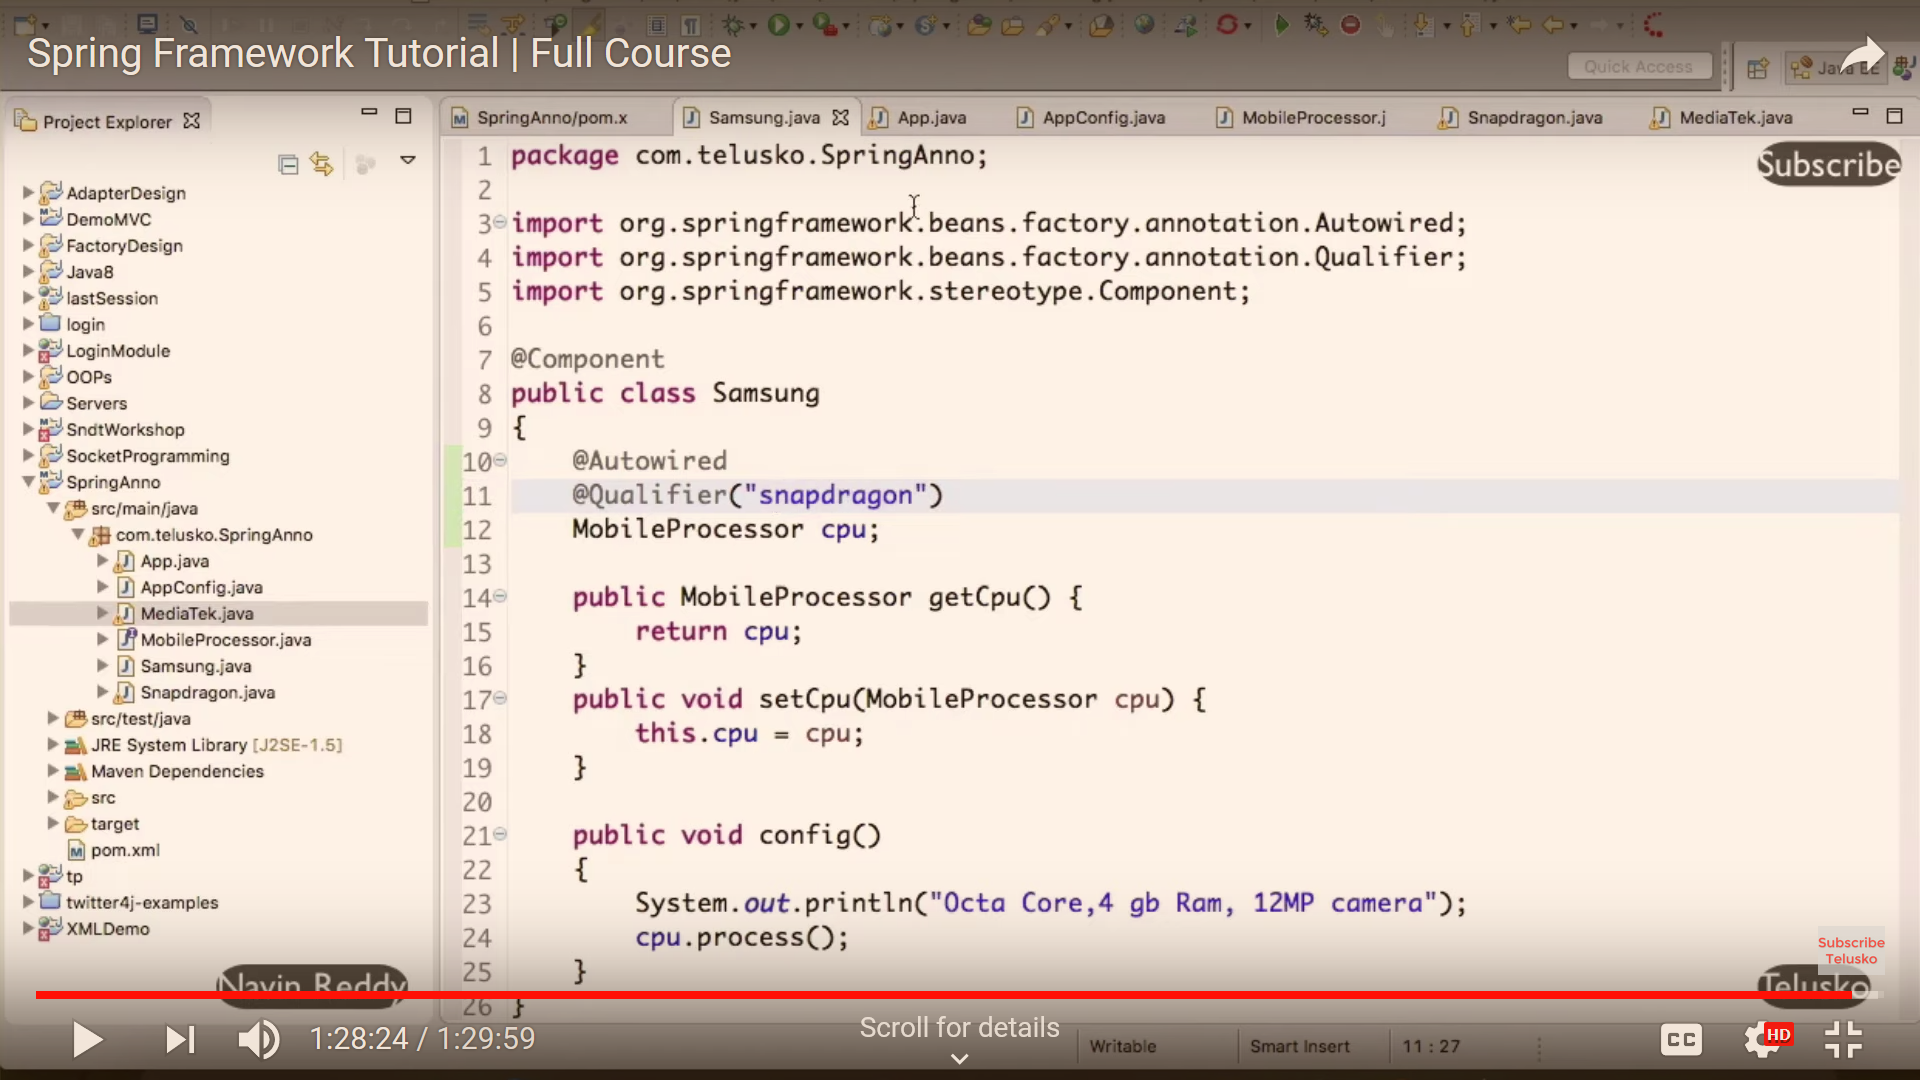 Spring Framework Tutorial | Full Course
Quick Access
Java EE
Project Explorer
SpringAnno/pom.x
Samsung.java
App.java
AppConfig.java
MobileProcessor.j
Snapdragon.java
MediaTek.java
Subscribe
AdapterDesign
DemoMVC
FactoryDesign
Java8
lastSession
login
LoginModule
OOPs
Servers
SndtWorkshop
SocketProgramming
SpringAnno
src/main/java
com.telusko.SpringAnno
App.java
AppConfig.java
MediaTek.java
MobileProcessor.java
Samsung.java
Snapdragon.java
src/test/java
JRE System Library [J2SE-1.5]
Maven Dependencies
src
target
pom.xml
tp
twitter4j-examples
XMLDemo
1 package com.telusko.SpringAnno;
2
3 import org.springframework.beans.factory.annotation.Autowired;
4 import org.springframework.beans.factory.annotation.Qualifier;
5 import org.springframework.stereotype.Component;
6
7 @Component
8 public class Samsung
9 {
10 @Autowired
11 @Qualifier("snapdragon")
12 MobileProcessor cpu;
13
14 public MobileProcessor getCpu() {
15 return cpu;
16 }
17 public void setCpu(MobileProcessor cpu) {
18 this.cpu = cpu;
19 }
20
21 public void config()
22 {
23 System.out.println("Octa Core,4 gb Ram, 12MP camera");
24 cpu.process();
25 }
26 }
Subscribe
Telusko
Navin Reddy
Telusko
1:28:24 / 1:29:59
Scroll for details
Writable
Smart Insert
11 : 27
CC
HD